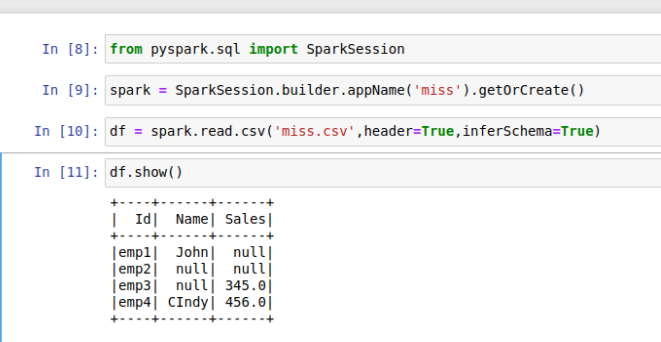 In [8]: from pyspark.sql import SparkSession
In [9]: spark = SparkSession.builder.appName('miss').getOrCreate()
In [10]: df = spark.read.csv('miss.csv',header=True,inferSchema=True)
In [11]: df.show()
+----+------+------+
|  Id|  Name| Sales|
+----+------+------+
|emp1|  John|  null|
|emp2|  null|  null|
|emp3|  null| 345.0|
|emp4| CIndy| 456.0|
+----+------+------+